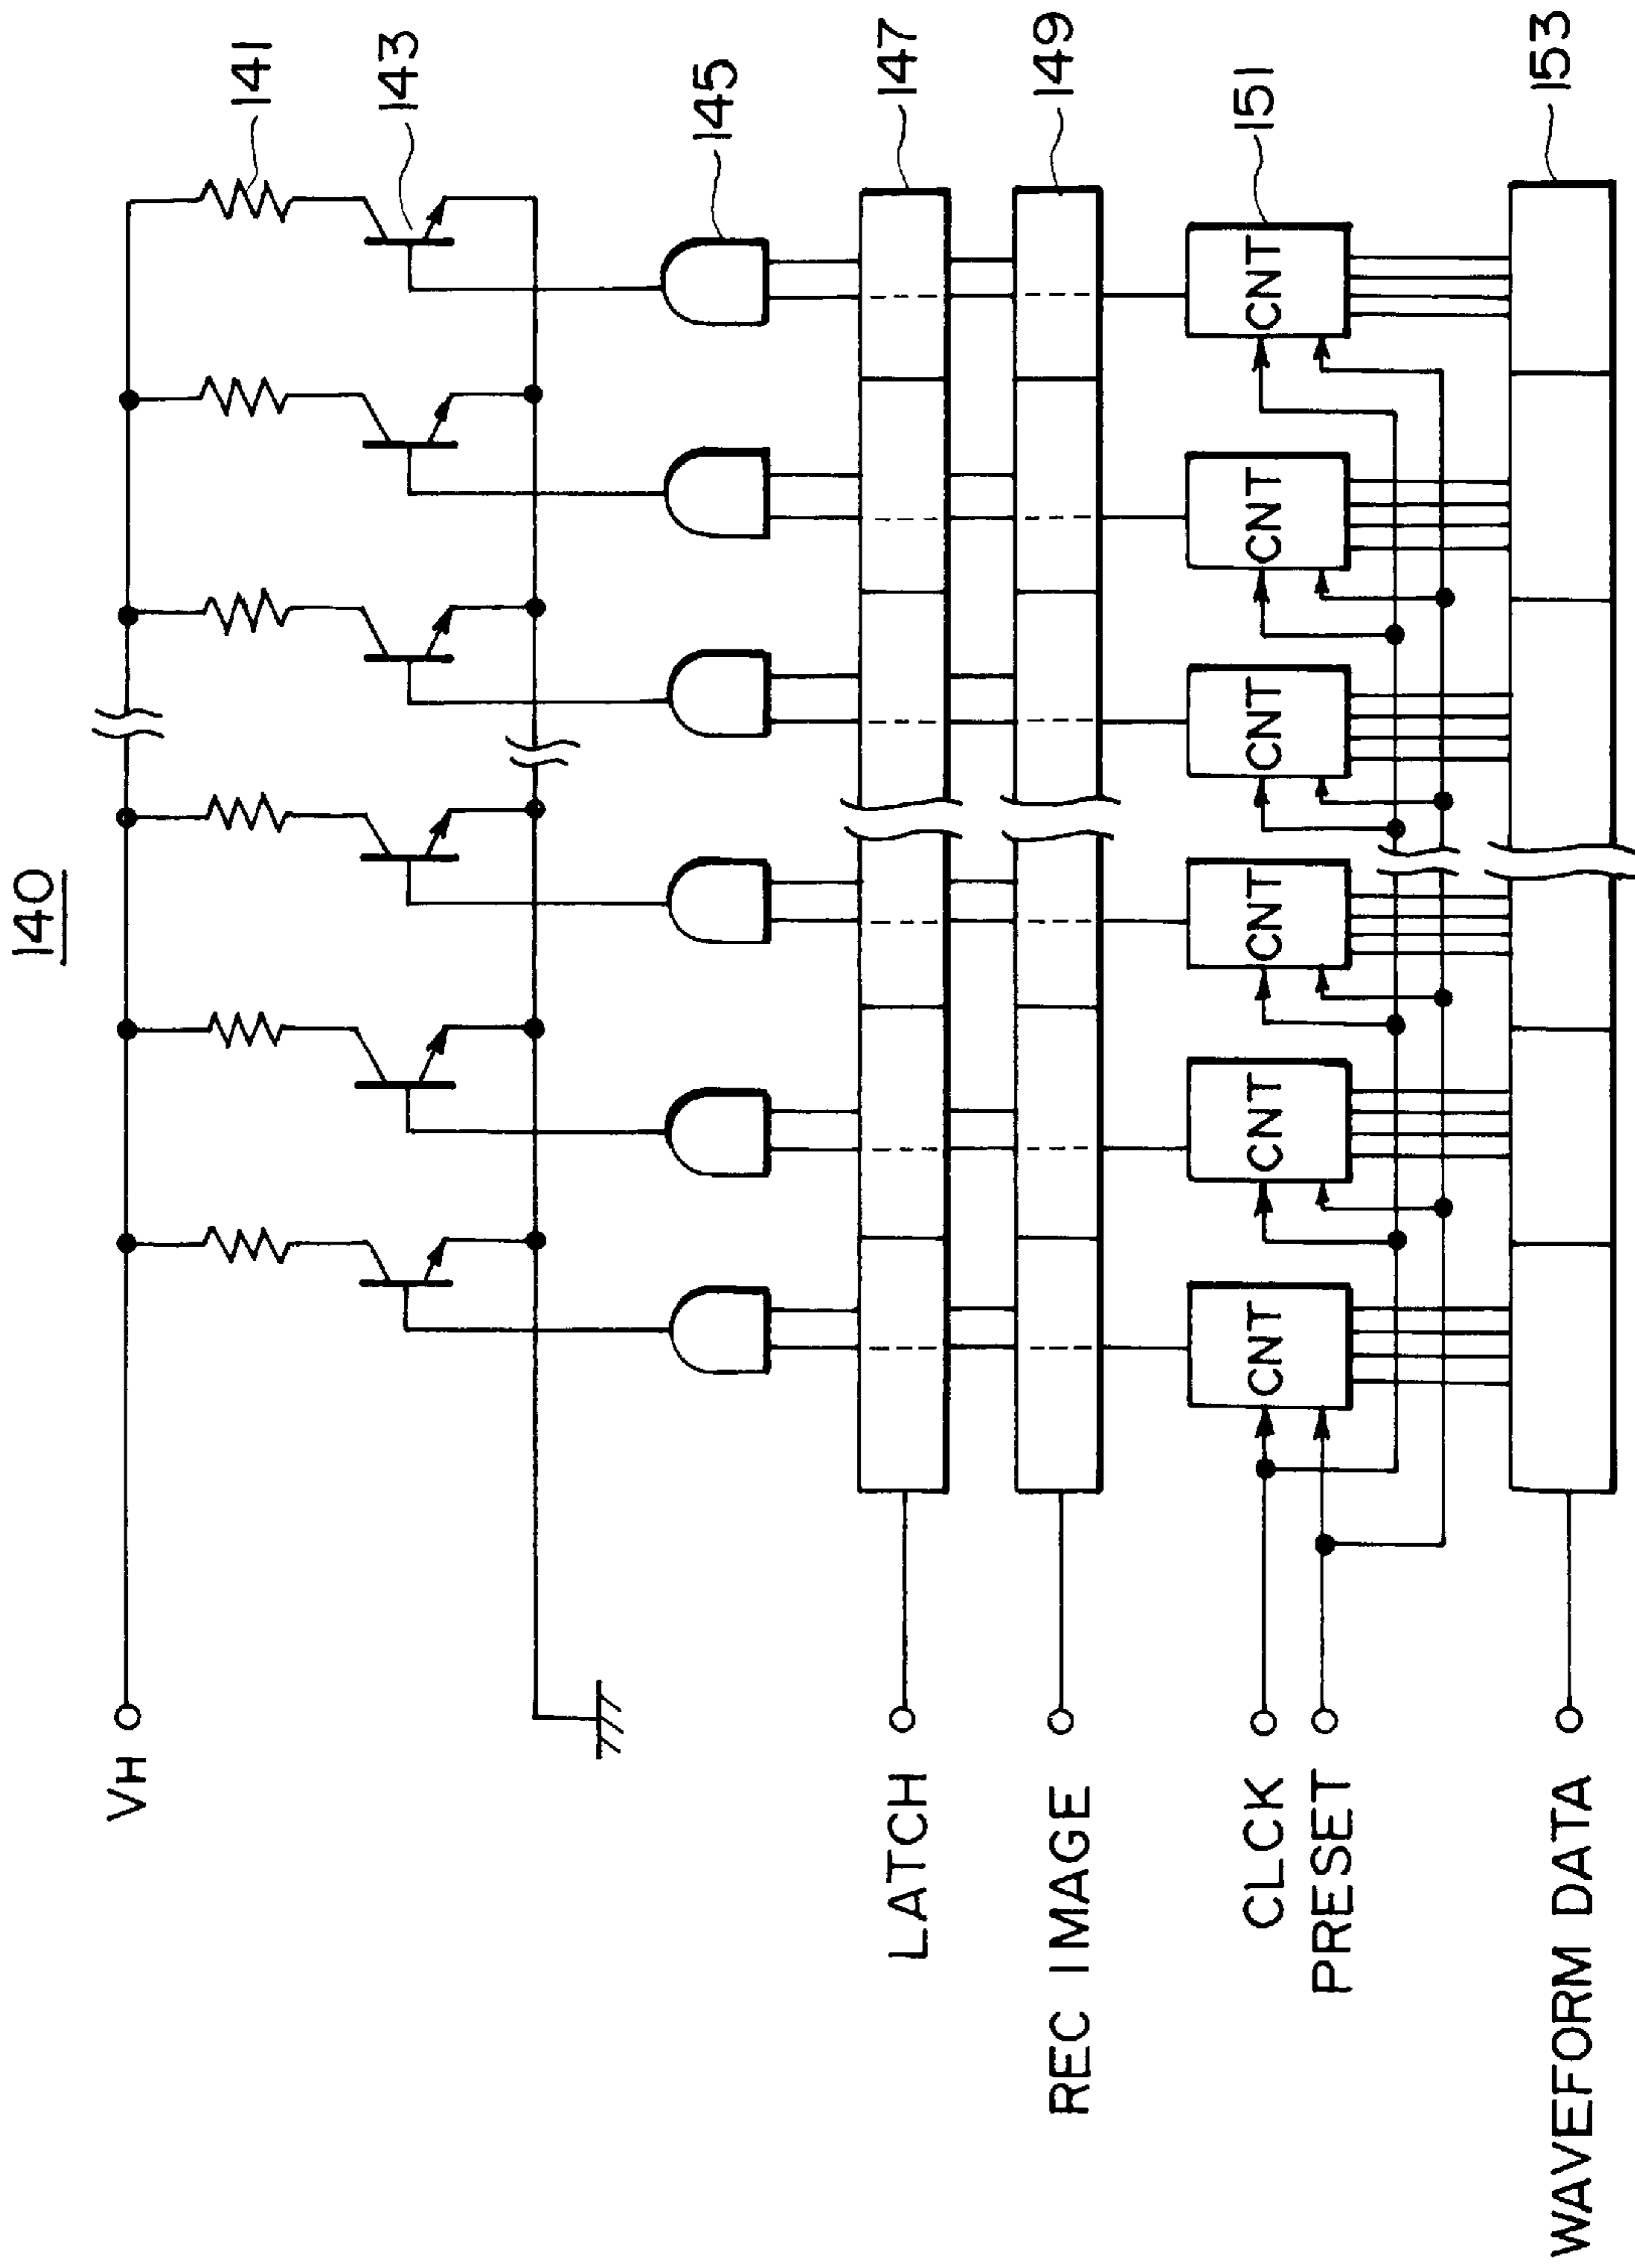 140
141
143
145
147
149
151
153
VH
LATCH
REC IMAGE
CLCK
PRESET
WAVEFORM DATA
CNT
CNT
CNT
CNT
CNT
CNT